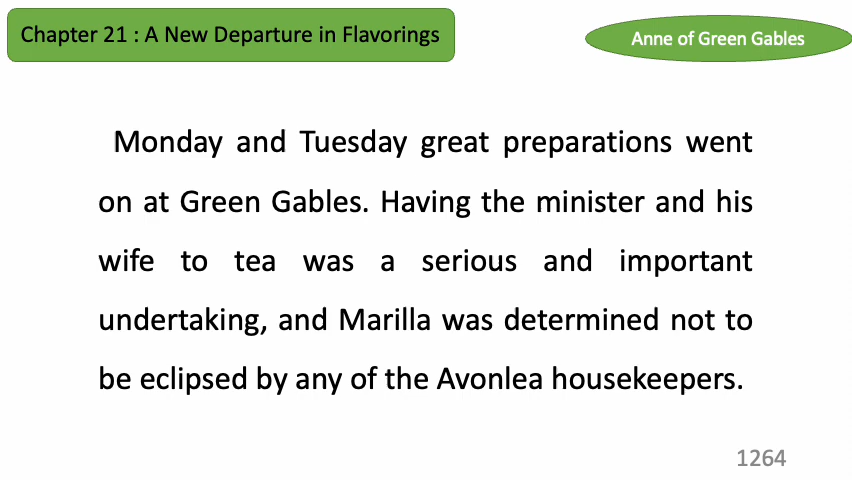 Chapter 21 : A New Departure in Flavorings
Anne of Green Gables
Monday and Tuesday great preparations went
on at Green Gables. Having the minister and his
wife to tea was a serious and important
undertaking, and Marilla was determined not to
be eclipsed by any of the Avonlea housekeepers.
1264